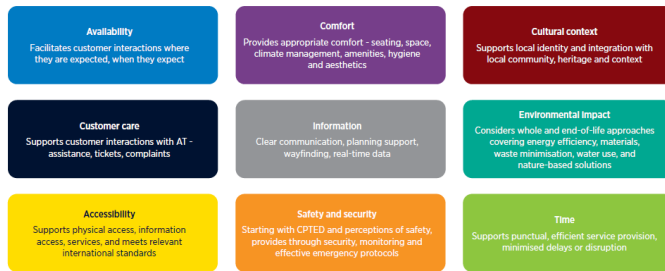 Availability
Facilitates customer interactions where
they are expected, when they expect
Comfort
Provides appropriate comfort - seating, space,
climate management, amenities, hygiene
and aesthetics
Cultural context
Supports local identity and integration with
local community, heritage and context
Customer care
Supports customer interactions with AT -
assistance, tickets, complaints
Information
Clear communication, planning support,
wayfinding, real-time data
Environmental impact
Considers whole and end-of-life approaches
covering energy efficiency, materials,
waste minimisation, water use, and
nature-based solutions
Accessibility
Supports physical access, information
access, services, and meets relevant
international standards
Safety and security
Starting with CPTED and perceptions of safety,
provides through security, monitoring and
effective emergency protocols
Time
Supports punctual, efficient service provision,
minimised delays or disruption